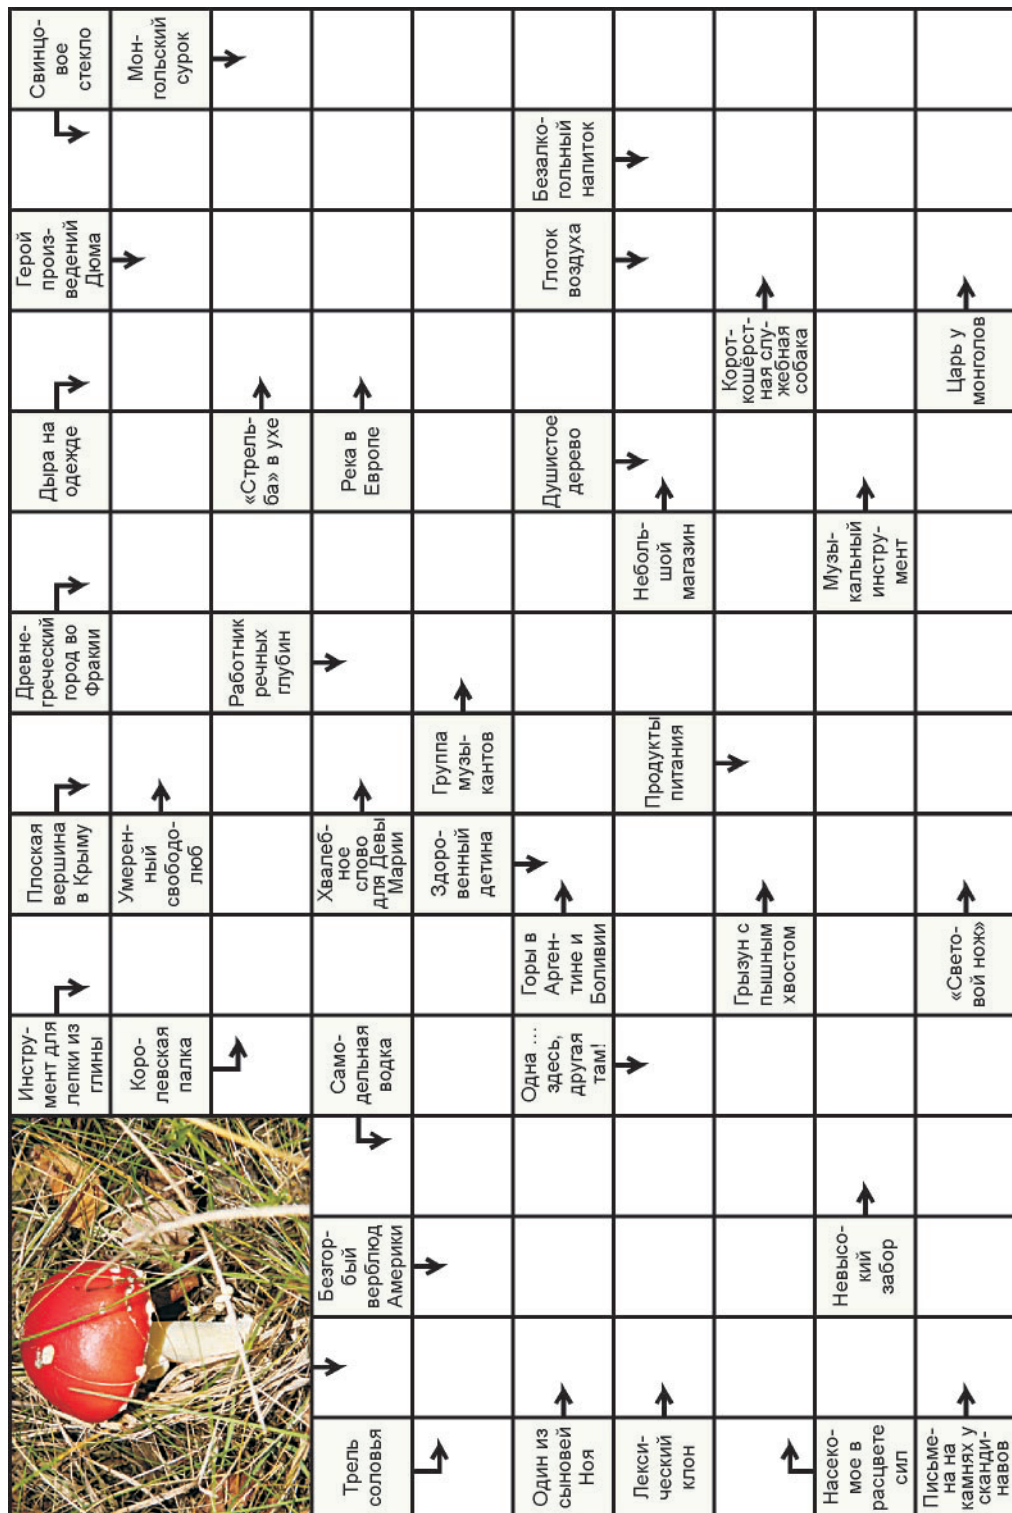 Инстру-
мент для
лепки из
глины
Плоская
вершина
в Крыму
Древне-
греческий
город во
Фракии
Дыра на
одежде
Герой
произ-
ведений
Дюма
Свинцо-
вое
стекло
Коро-
левская
палка
Умерен-
ный
свободо-
люб
Мон-
гольский
сурок
Работник
речных
глубин
«Стрель-
ба» в ухе
Трель
соловья
Безгор-
бый
верблюд
Америки
Само-
дельная
водка
Хвалеб-
ное
слово
для Девы
Марии
Река в
Европе
Здоро-
венный
детина
Группа
музы-
кантов
Один из
сыновей
Ноя
Одна ...
здесь,
другая
там!
Горы в
Арген-
тине и
Боливии
Душистое
дерево
Глоток
воздуха
Безалко-
гольный
напиток
Лекси-
ческий
клон
Продукты
питания
Неболь-
шой
магазин
Грызун с
пышным
хвостом
Корот-
кошёрст-
ная слу-
жебная
собака
Насеко-
мое в
расцвете
сил
Невысо-
кий
забор
Музы-
кальный
инстру-
мент
Письме-
на на
камнях у
сканди-
навов
«Свето-
вой нож»
Царь у
монголов